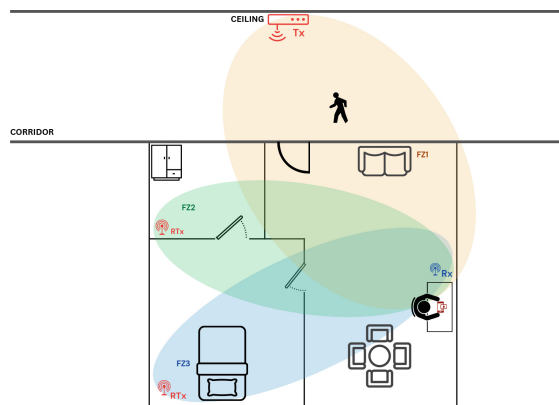 CEILING
Tx
CORRIDOR
FZ1
FZ2
RTx
Rx
FZ3
RTx